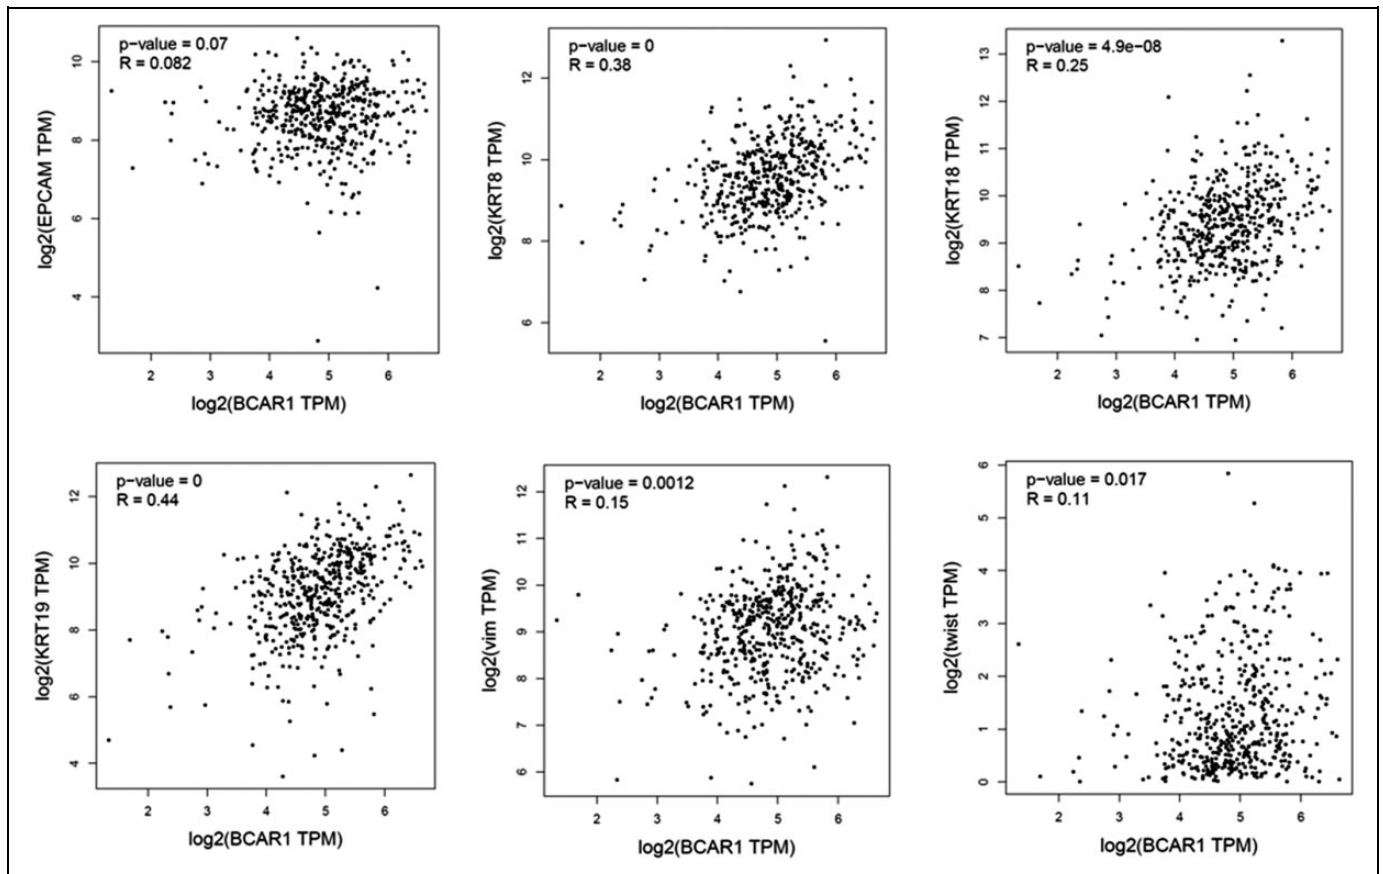 p-value = 0.07
R = 0.082
log2(EPCAM TPM)
10
8
6
4
2 3 4 5 6
log2(BCAR1 TPM)
p-value = 0
R = 0.38
log2(KRT8 TPM)
12
10
8
6
2 3 4 5 6
log2(BCAR1 TPM)
p-value = 4.9e-08
R = 0.25
log2(KRT18 TPM)
13
12
11
10
9
8
7
2 3 4 5 6
log2(BCAR1 TPM)
p-value = 0
R = 0.44
log2(KRT19 TPM)
12
10
8
6
4
2 3 4 5 6
log2(BCAR1 TPM)
p-value = 0.0012
R = 0.15
log2(vim TPM)
12
11
10
9
8
7
6
2 3 4 5 6
log2(BCAR1 TPM)
p-value = 0.017
R = 0.11
log2(twist TPM)
6
5
4
3
2
1
0
2 3 4 5 6
log2(BCAR1 TPM)